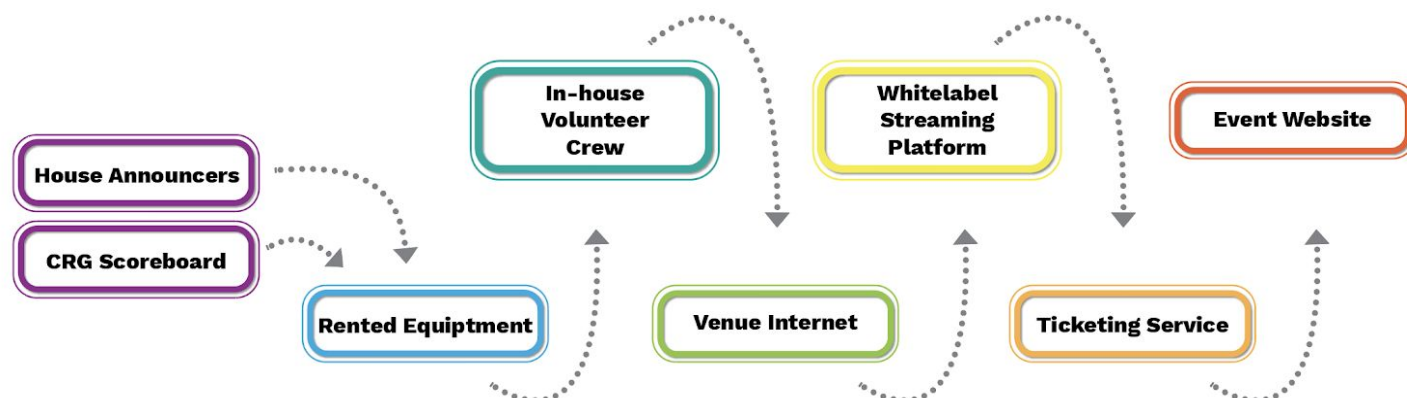 House Announcers
CRG Scoreboard
Rented Equiptment
In-house
Volunteer
Crew
Venue Internet
Whitelabel
Streaming
Platform
Ticketing Service
Event Website